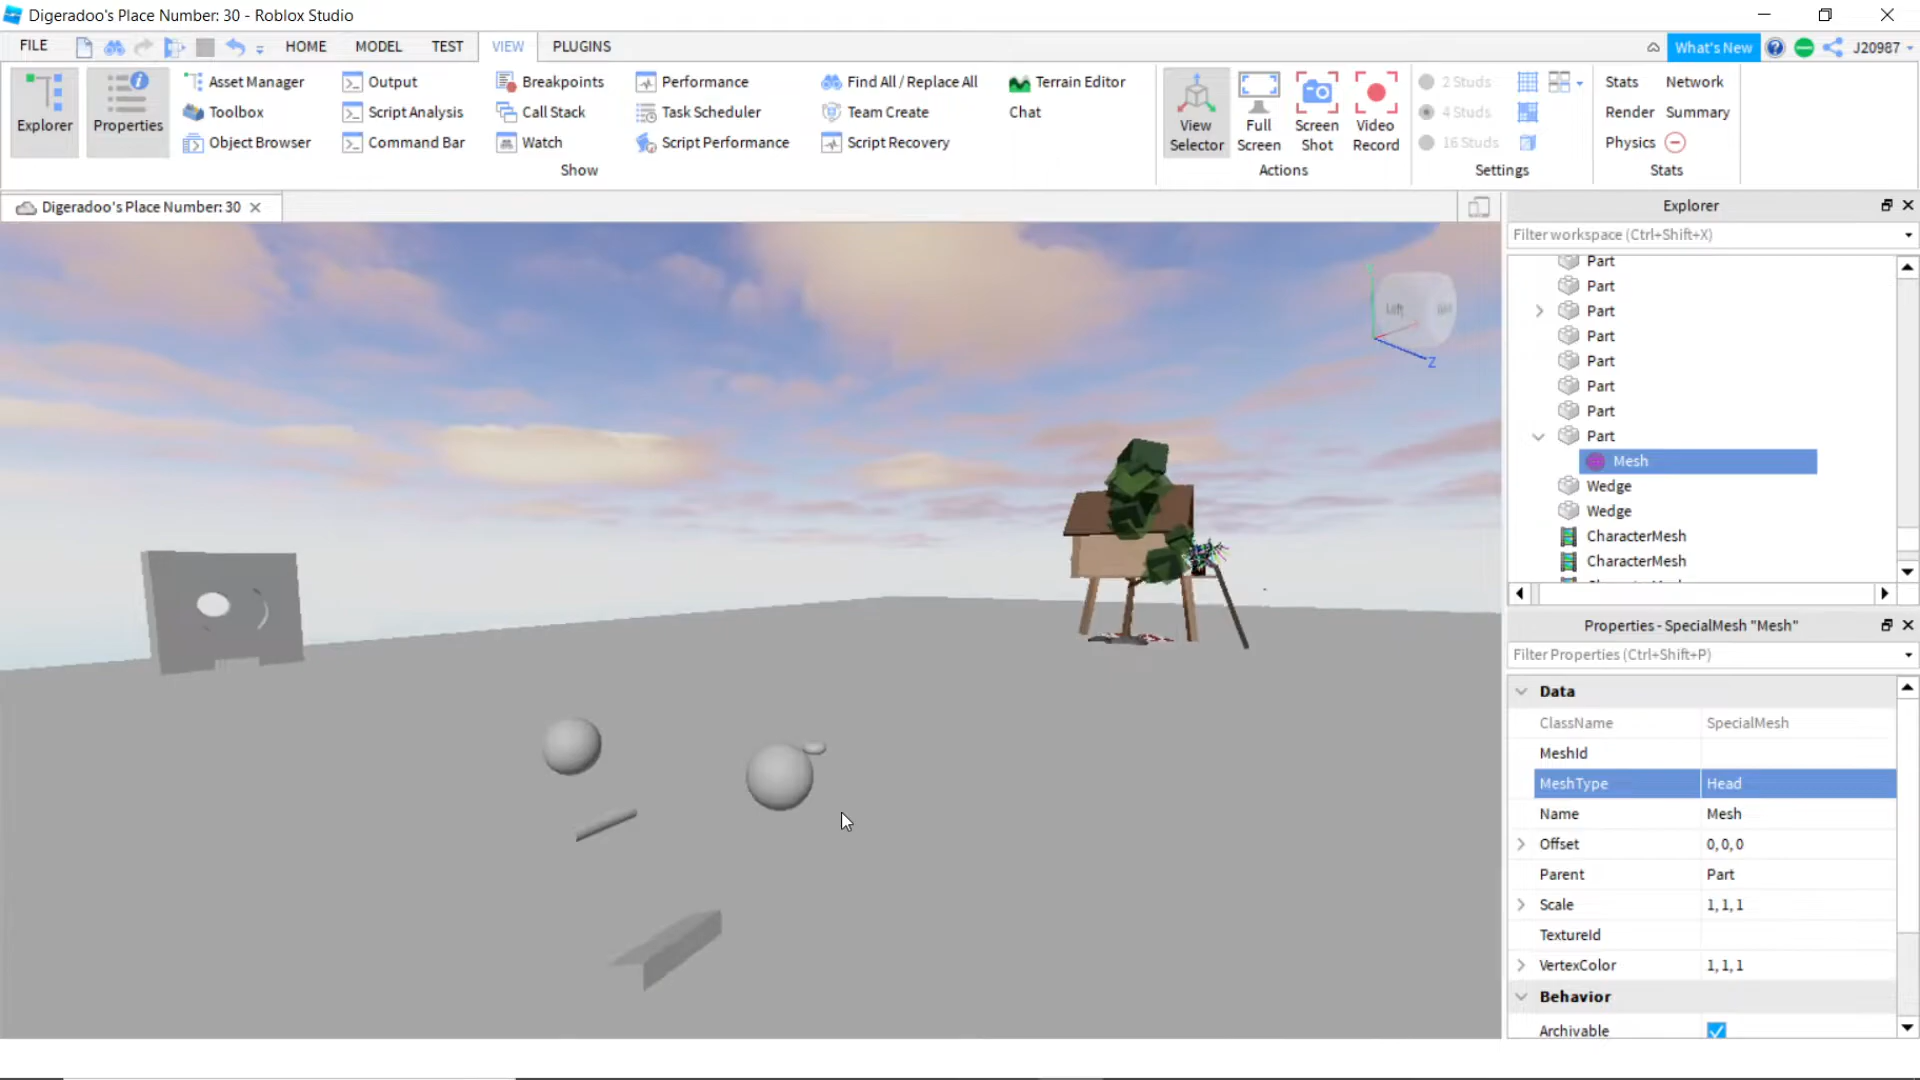 Digeradoo's Place Number: 30 - Roblox Studio
FILE HOME MODEL TEST VIEW PLUGINS What's New J20987
Explorer
Properties
Asset Manager
Toolbox
Object Browser
Output
Script Analysis
Command Bar
Breakpoints
Call Stack
Watch
Performance
Task Scheduler
Script Performance
Find All / Replace All
Team Create
Script Recovery
Terrain Editor
Chat
Show
View Selector
Full Screen
Screen Shot
Video Record
Actions
2 Studs
4 Studs
16 Studs
Settings
Stats Network
Render Summary
Physics
Stats
Digeradoo's Place Number: 30
Left
Z
Explorer
Filter workspace (Ctrl+Shift+X)
Part
Part
Part
Part
Part
Part
Part
Part
Mesh
Wedge
Wedge
CharacterMesh
CharacterMesh
Properties - SpecialMesh "Mesh"
Filter Properties (Ctrl+Shift+P)
Data
ClassName SpecialMesh
MeshId
MeshType Head
Name Mesh
Offset 0, 0, 0
Parent Part
Scale 1, 1, 1
TextureId
VertexColor 1, 1, 1
Behavior
Archivable